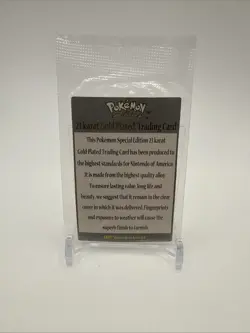 POKéMON
23 karat Gold Plated Trading Card
This Pokemon Special Edition 23 karat
Gold-Plated Trading Card has been produced to
the highest standards for Nintendo of America
It is made from the highest quality alloy.
To ensure lasting value, long life and
beauty, we suggest that it remain in the clear
cover in which it was delivered. Fingerprints
and exposure to weather will cause the
superb finish to tarnish.